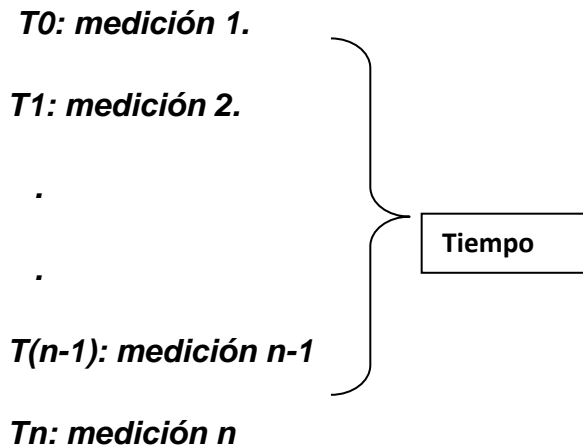 T0: medición 1.
T1: medición 2.
.
.
Tiempo
T(n-1): medición n-1
Tn: medición n